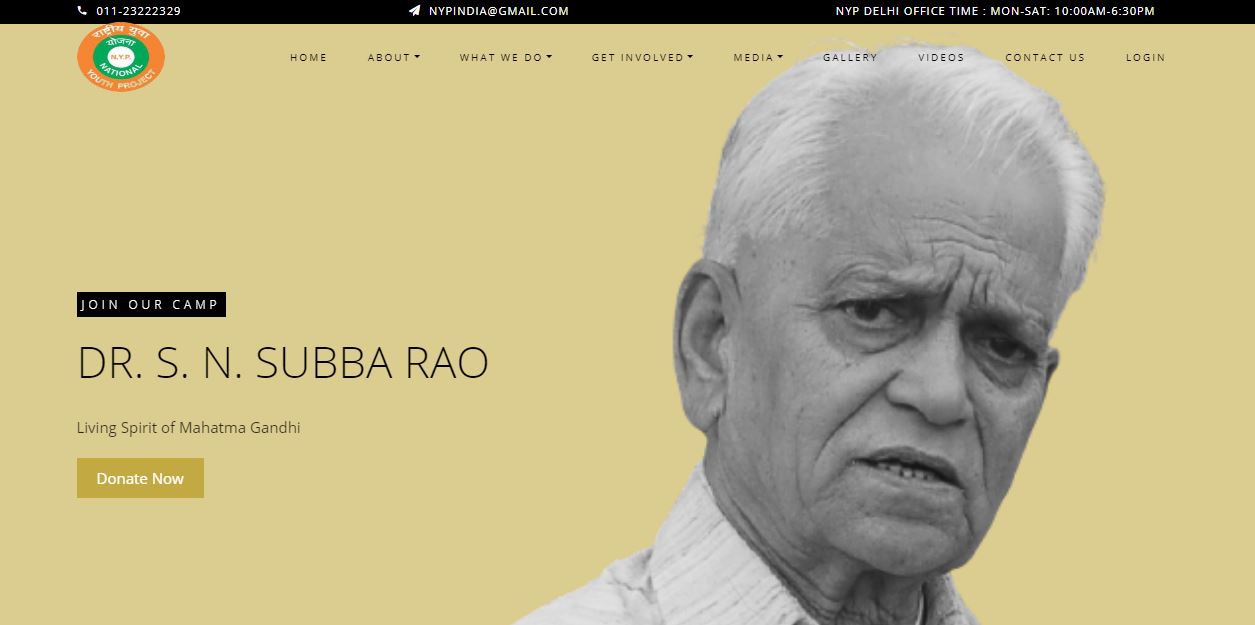 011-23222329
NYPINDIA@GMAIL.COM
NYP DELHI OFFICE TIME : MON-SAT: 10:00AM-6:30PM
राष्ट्रीय युवा
योजना
N.Y.P.
NATIONAL
YOUTH PROJECT
HOME ABOUT WHAT WE DO GET INVOLVED MEDIA GALLERY VIDEOS CONTACT US LOGIN
JOIN OUR CAMP
DR. S. N. SUBBA RAO
Living Spirit of Mahatma Gandhi
Donate Now